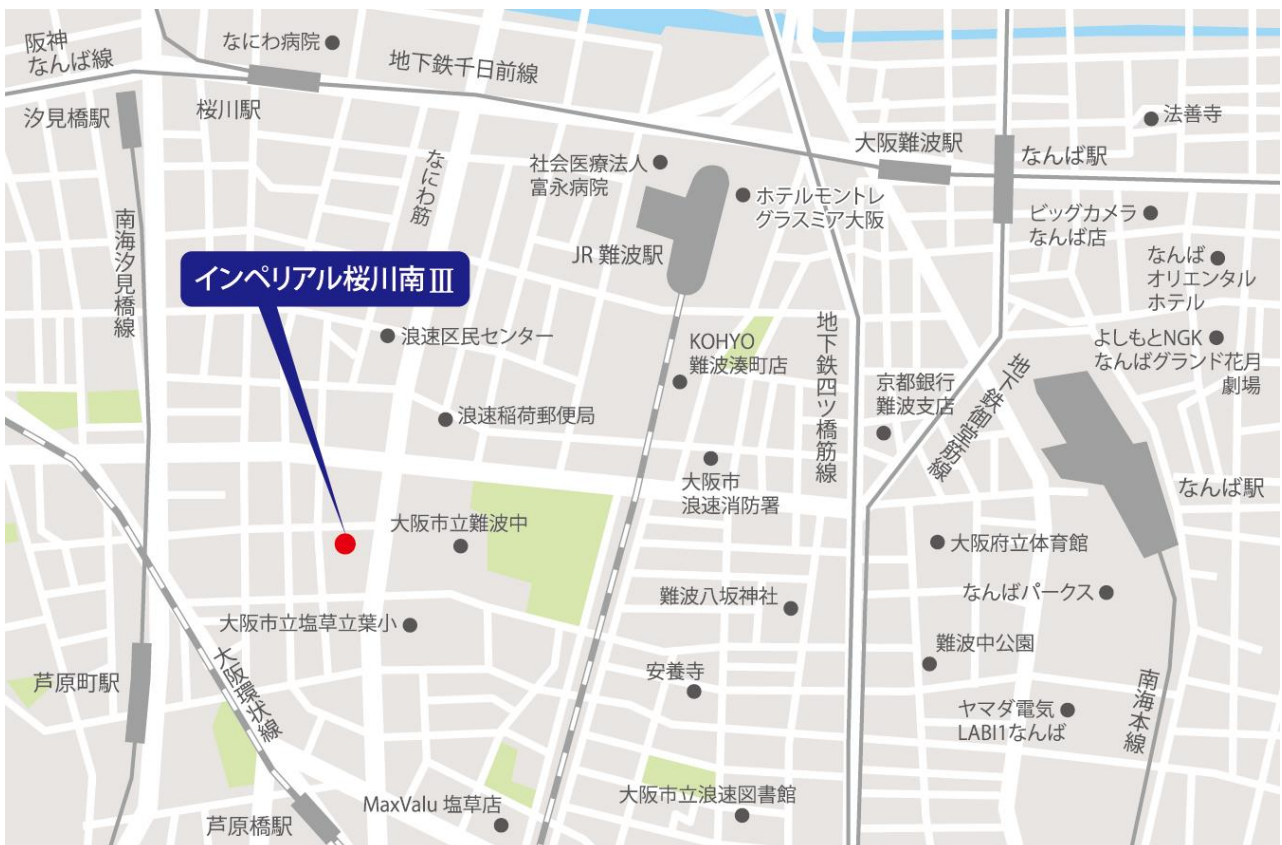 阪神
なんば線
なにわ病院
地下鉄千日前線
汐見橋駅
桜川駅
法善寺
大阪難波駅
なんば駅
なにわ筋
社会医療法人
富永病院
ホテルモントレ
グラスミア大阪
ビッグカメラ
なんば店
南海汐見橋線
JR 難波駅
なんば
オリエンタル
ホテル
インペリアル桜川南Ⅲ
浪速区民センター
KOHYO
難波湊町店
地下鉄四ツ橋筋線
よしもとNGK
なんばグランド花月
劇場
京都銀行
難波支店
地下鉄御堂筋線
浪速稲荷郵便局
大阪市
浪速消防署
なんば駅
大阪市立難波中
大阪府立体育館
難波八坂神社
なんばパークス
大阪市立塩草立葉小
難波中公園
芦原町駅
大阪環状線
安養寺
南海本線
ヤマダ電気
LABI1なんば
MaxValu 塩草店
大阪市立浪速図書館
芦原橋駅